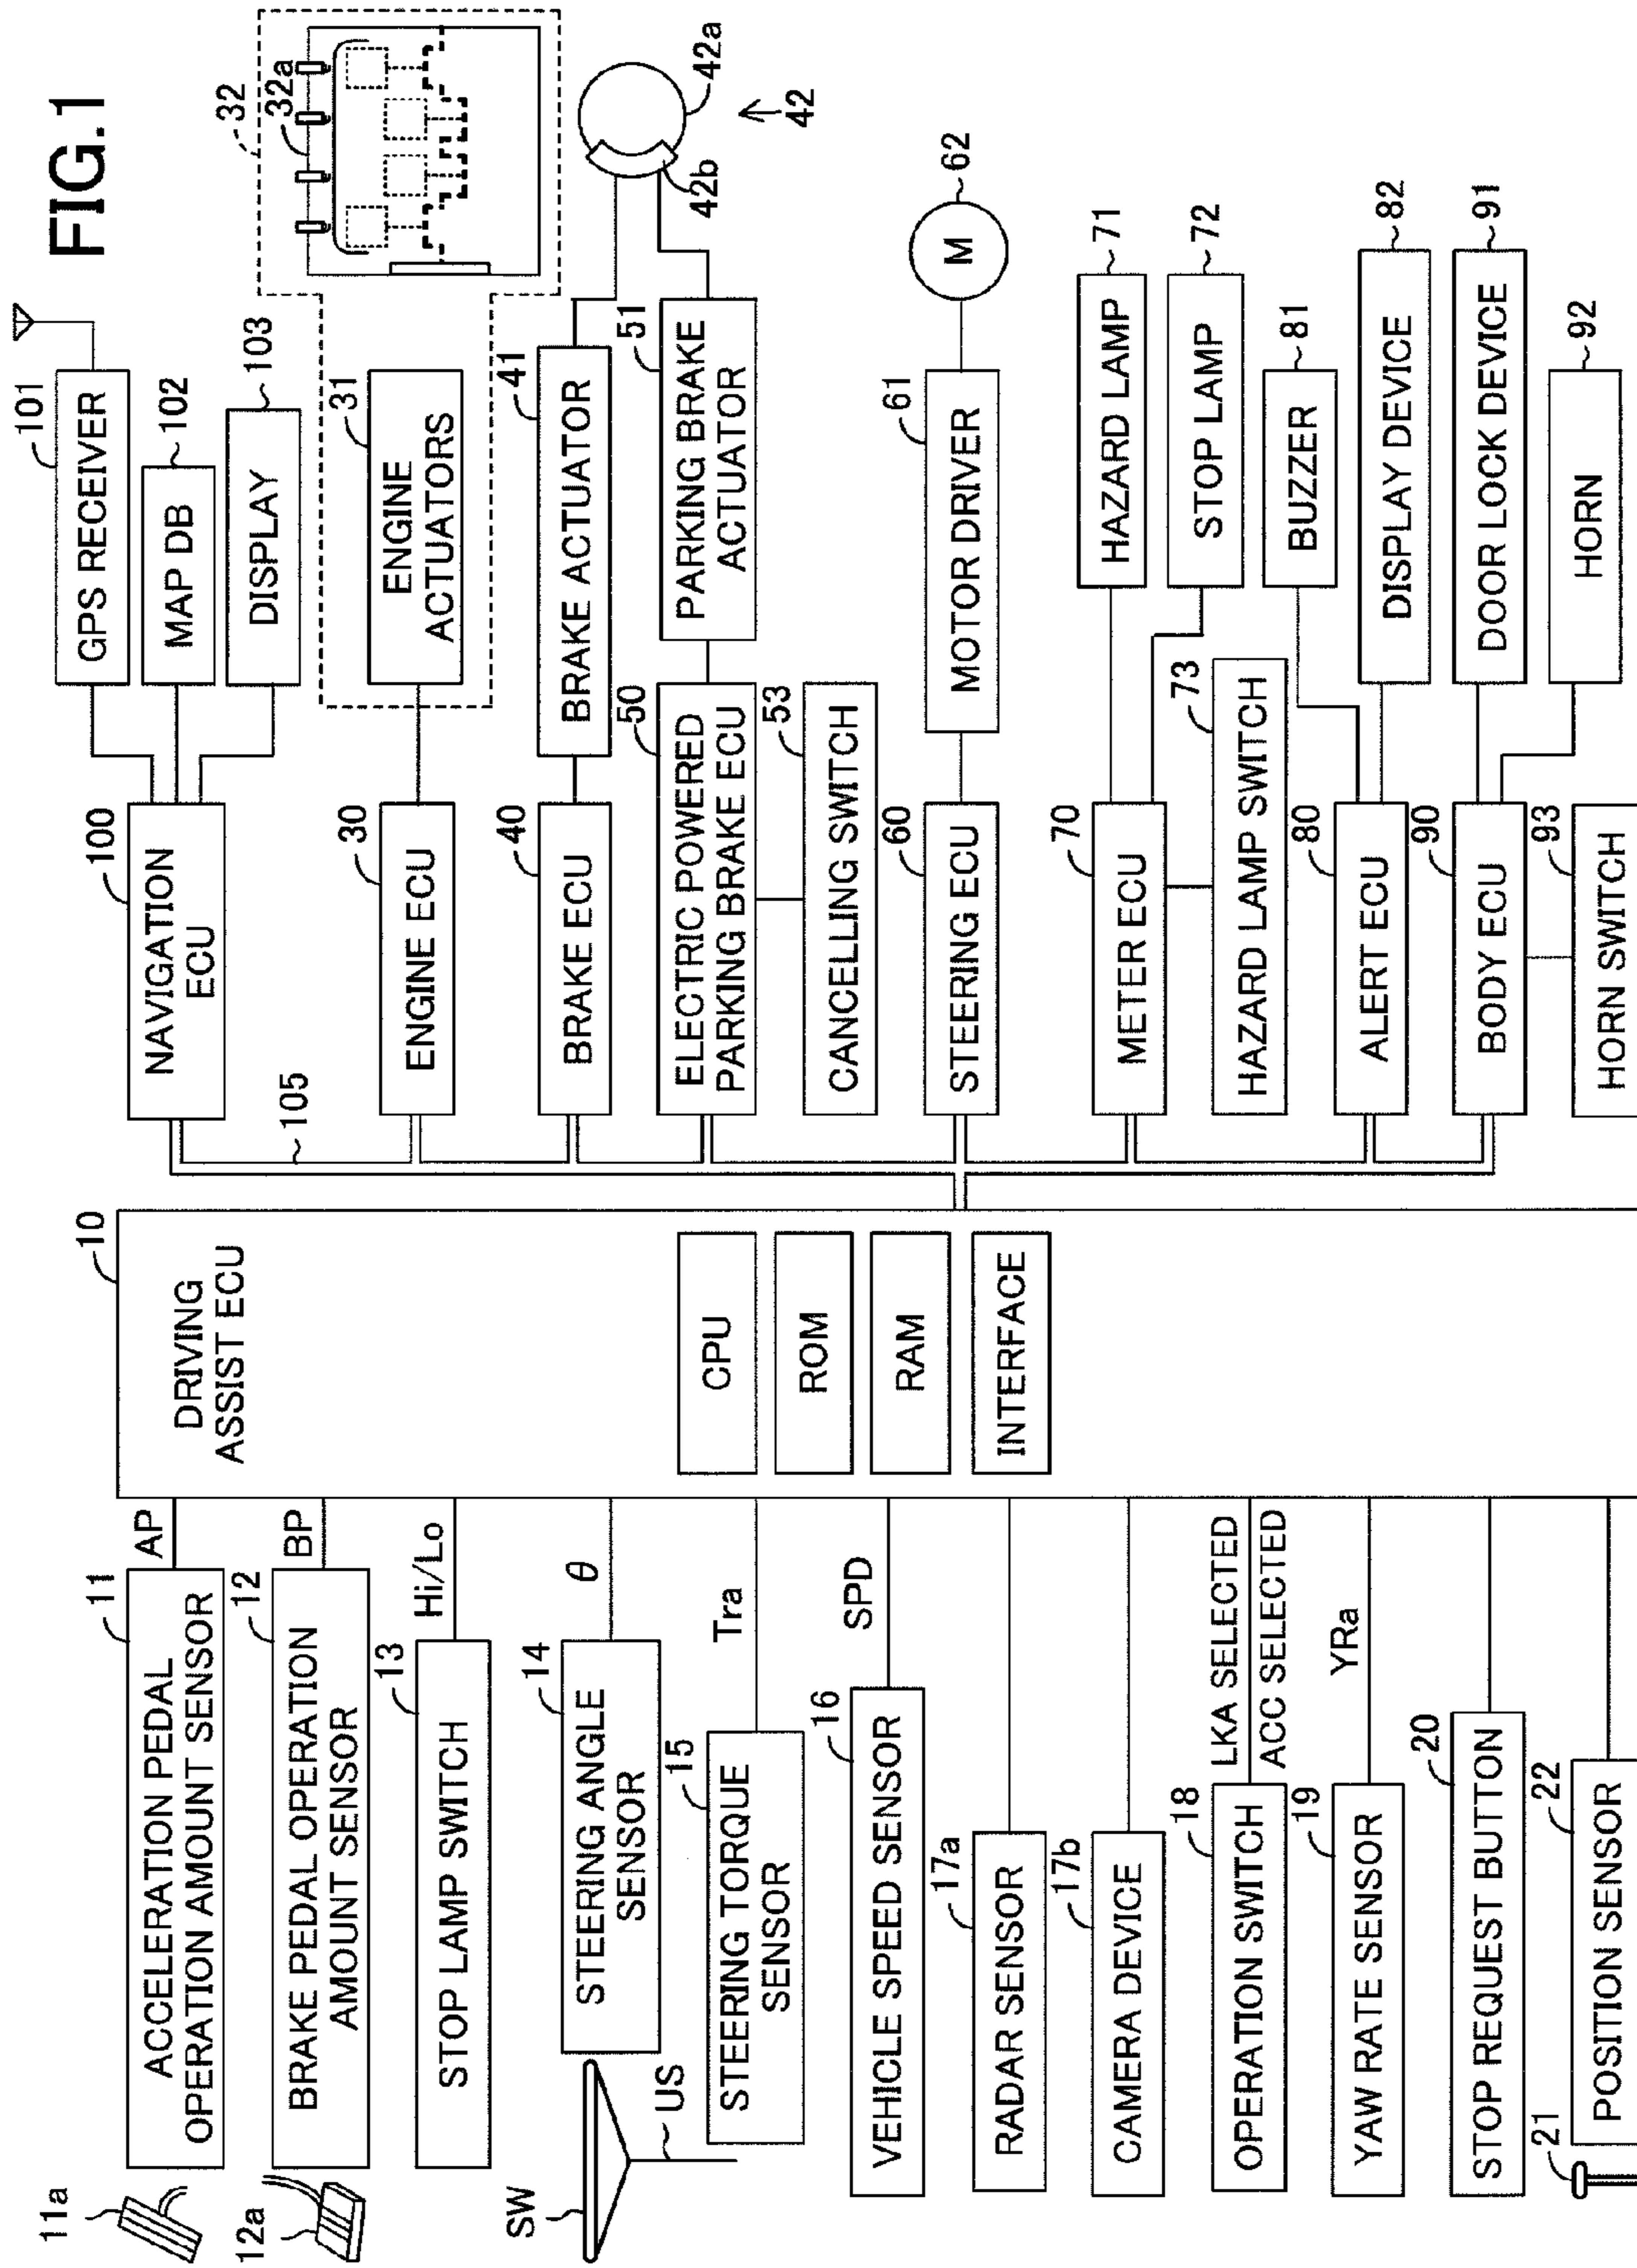 FIG.1
11a
11
ACCELERATION PEDAL
OPERATION AMOUNT SENSOR
AP
12a
12
BRAKE PEDAL OPERATION
AMOUNT SENSOR
BP
13
STOP LAMP SWITCH
Hi/Lo
SW
US
14
STEERING ANGLE
SENSOR
θ
15
STEERING TORQUE
SENSOR
Tra
16
VEHICLE SPEED SENSOR
SPD
17a
RADAR SENSOR
17b
CAMERA DEVICE
18
OPERATION SWITCH
LKA SELECTED
ACC SELECTED
19
YAW RATE SENSOR
YRa
20
STOP REQUEST BUTTON
21
22
POSITION SENSOR
10
DRIVING
ASSIST ECU
CPU
ROM
RAM
INTERFACE
105
100
NAVIGATION
ECU
101
GPS RECEIVER
MAP DB
102
DISPLAY
103
30
ENGINE ECU
31
ENGINE
ACTUATORS
32
32a
40
BRAKE ECU
41
BRAKE ACTUATOR
42a
42b
42
50
ELECTRIC POWERED
PARKING BRAKE ECU
51
PARKING BRAKE
ACTUATOR
53
CANCELLING SWITCH
60
STEERING ECU
61
MOTOR DRIVER
M
62
70
METER ECU
HAZARD LAMP
71
STOP LAMP
72
73
HAZARD LAMP SWITCH
80
ALERT ECU
BUZZER
81
DISPLAY DEVICE
82
90
BODY ECU
DOOR LOCK DEVICE
91
HORN
92
93
HORN SWITCH